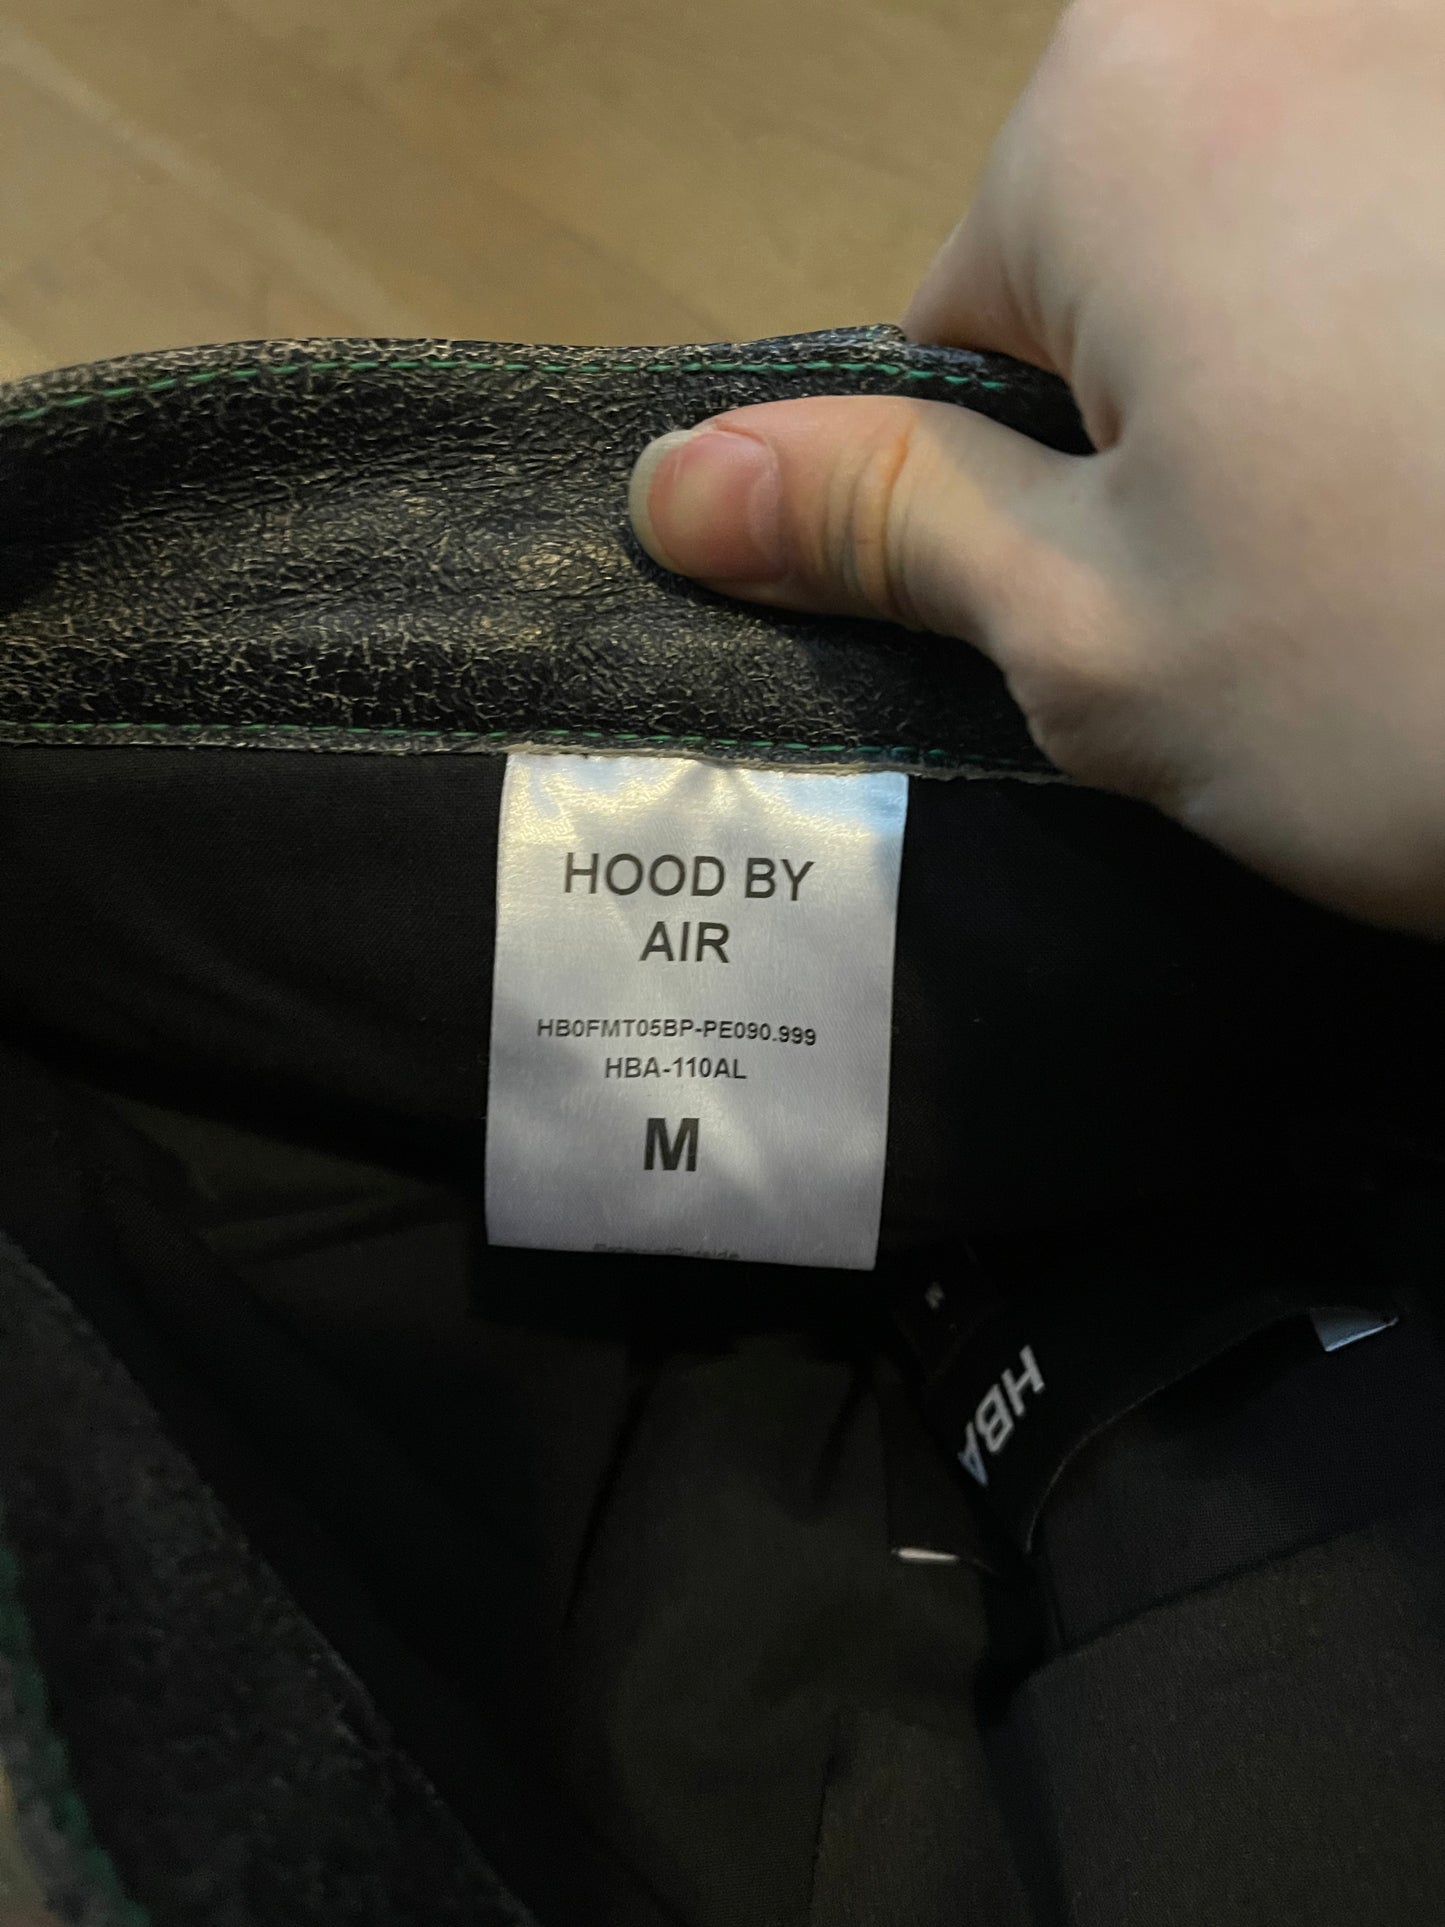 HOOD BY
AIR
HB0FMT05BP-PE090.999
HBA-110AL
M
HBA